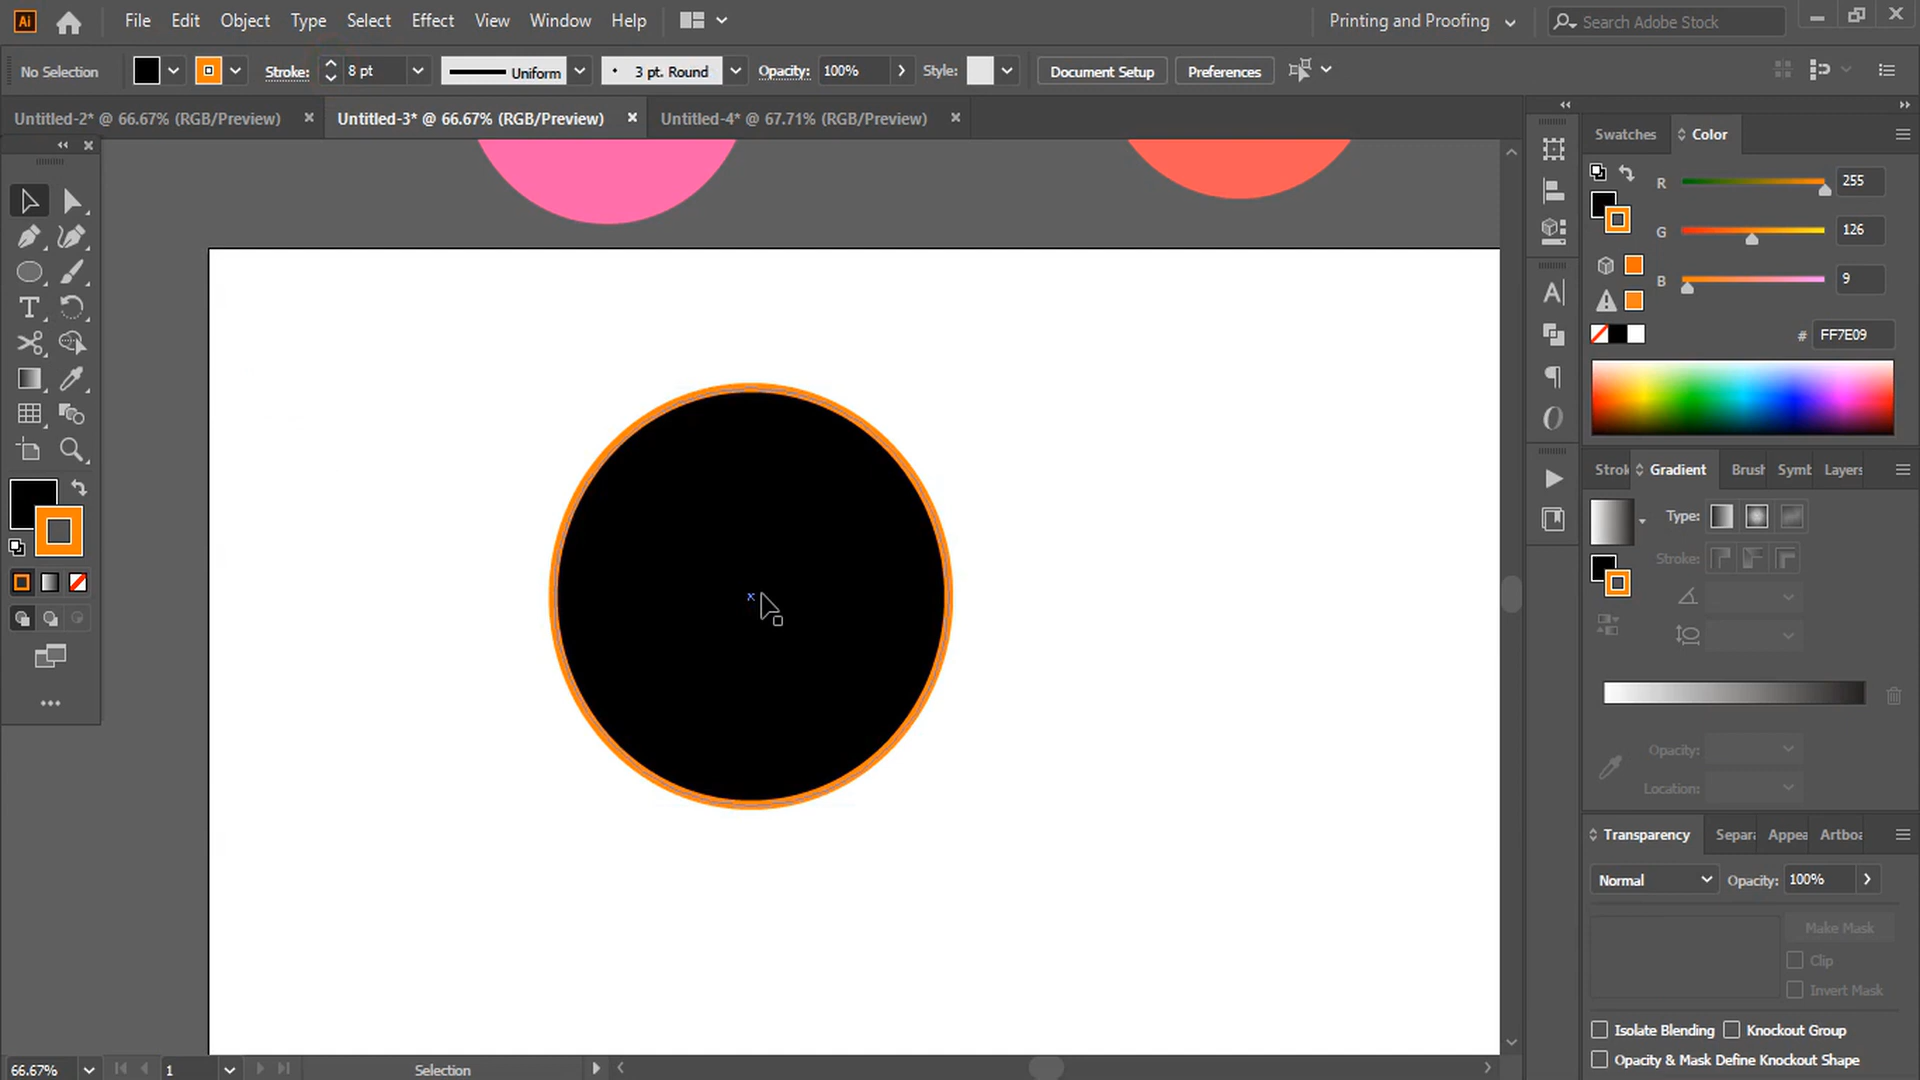 Ai File Edit Object Type Select Effect View Window Help Printing and Proofing Search Adobe Stock
No Selection Stroke: 8 pt Uniform 3 pt. Round Opacity: 100% Style: Document Setup Preferences
Untitled-2* @ 66.67% (RGB/Preview) Untitled-3* @ 66.67% (RGB/Preview) Untitled-4* @ 67.71% (RGB/Preview)
Swatches Color
R 255
G 126
B 9
# FF7E09
Strok Gradient Brush Symb Layers
Type:
Stroke:
Opacity:
Location:
Transparency Separa Appea Artboa
Normal Opacity: 100%
Make Mask
Clip
Invert Mask
Isolate Blending Knockout Group
Opacity & Mask Define Knockout Shape
66.67% 1 Selection